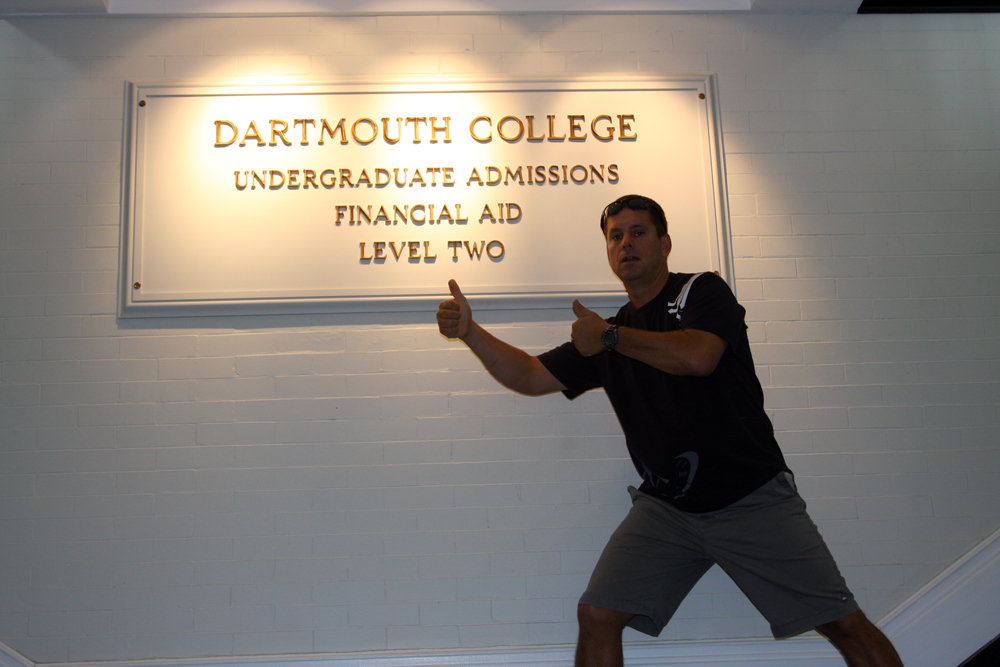 DARTMOUTH COLLEGE
UNDERGRADUATE ADMISSIONS
FINANCIAL AID
LEVEL TWO